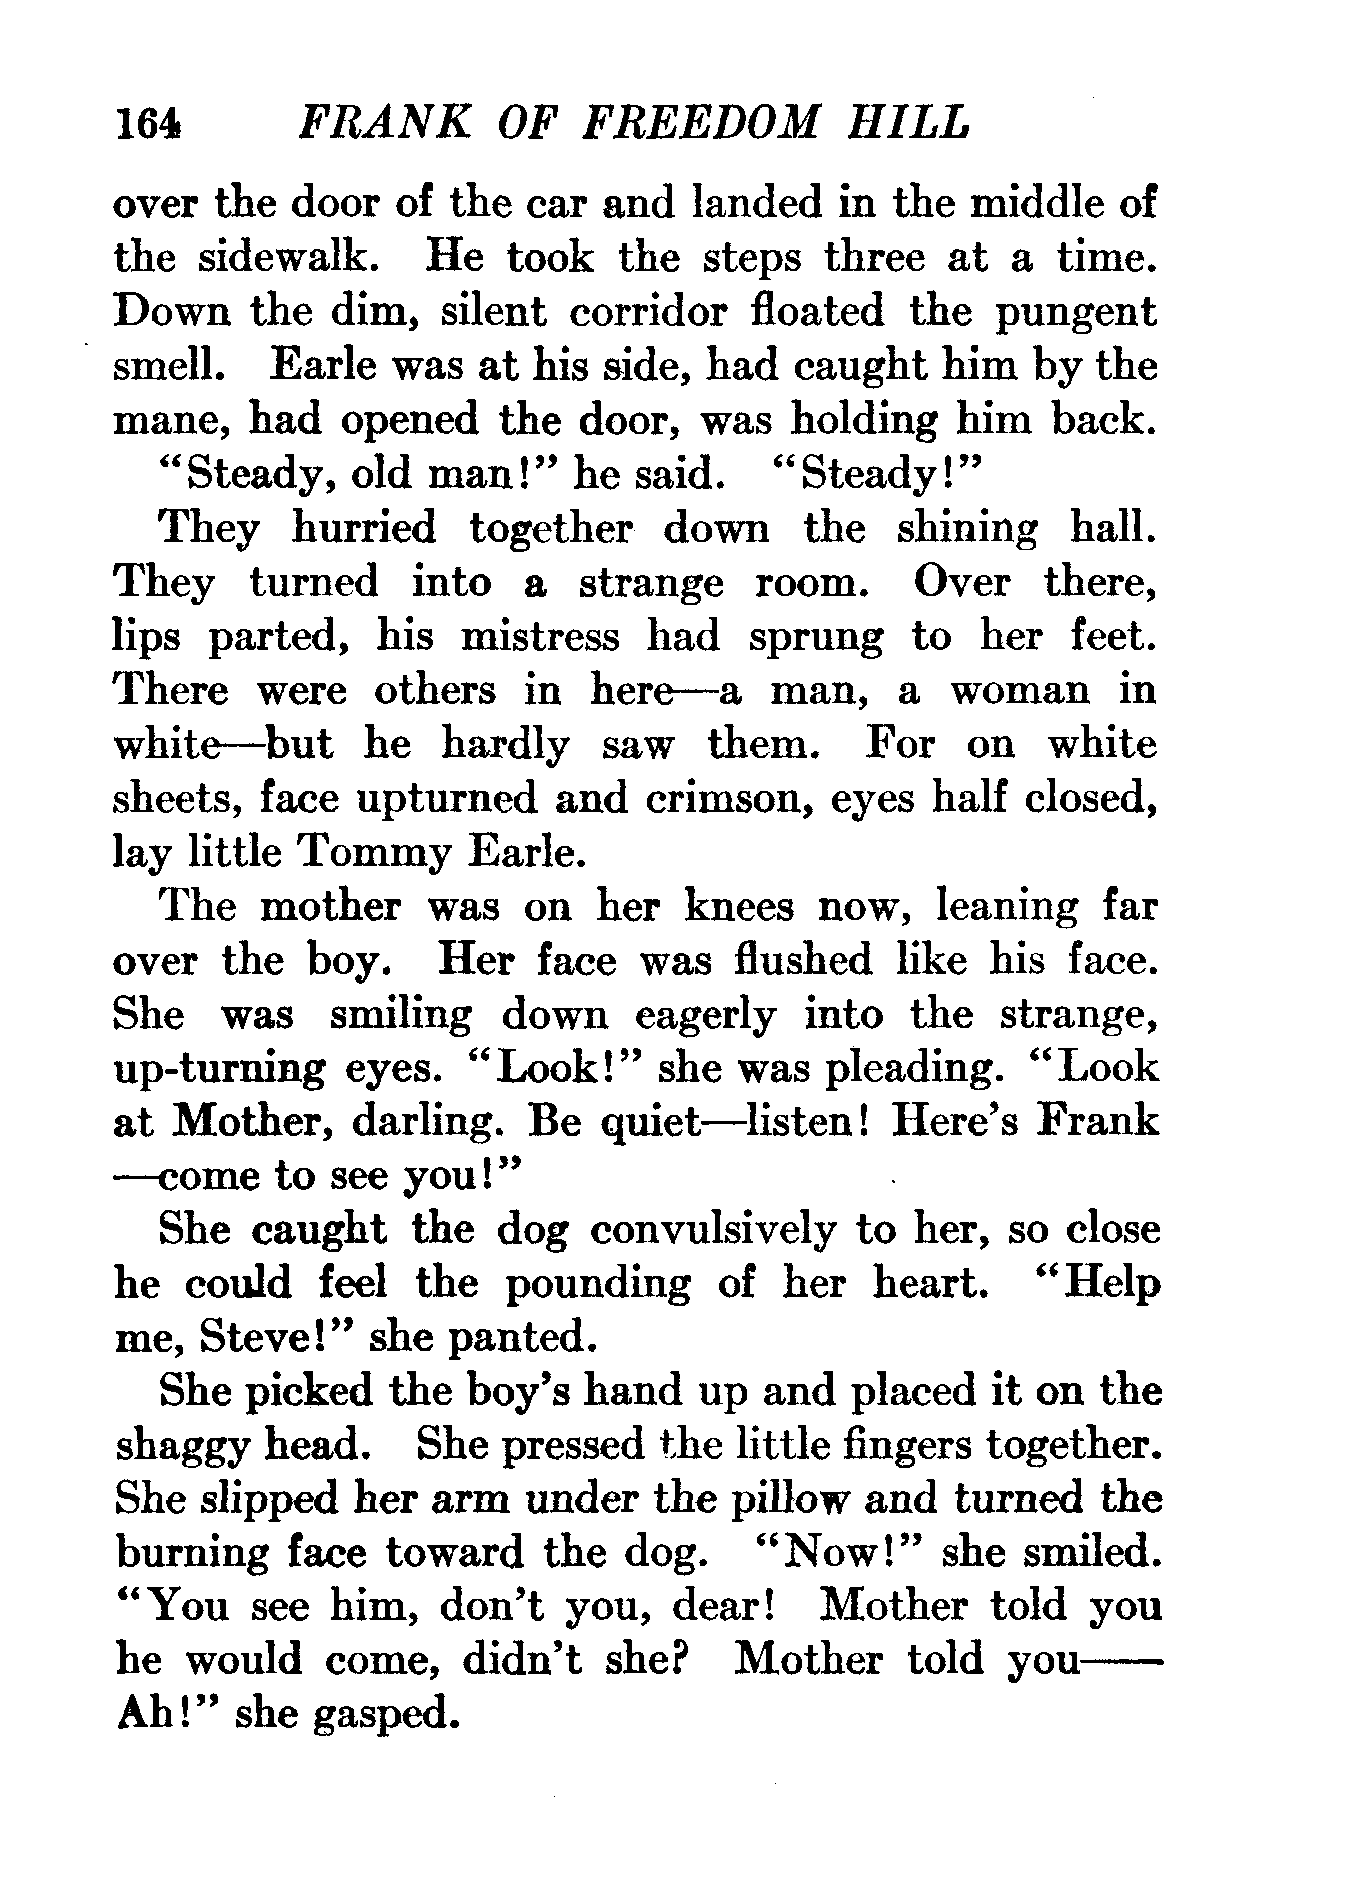 164 FRANK OF FREEDOM HILL
over the door of the car and landed in the middle of
the sidewalk. He took the steps three at a time.
Down the dim, silent corridor floated the pungent
smell. Earle was at his side, had caught him by the
mane, had opened the door, was holding him back.
“Steady, old man!” he said. “Steady!”
They hurried together down the shining hall.
They turned into a strange room. Over there,
lips parted, his mistress had sprung to her feet.
There were others in here—a man, a woman in
white—but he hardly saw them. For on white
sheets, face upturned and crimson, eyes half closed,
lay little Tommy Earle.
The mother was on her knees now, leaning far
over the boy. Her face was flushed like his face.
She was smiling down eagerly into the strange,
up-turning eyes. “Look!” she was pleading. “Look
at Mother, darling. Be quiet—listen! Here’s Frank
—come to see you!”
She caught the dog convulsively to her, so close
he could feel the pounding of her heart. “Help
me, Steve!” she panted.
She picked the boy’s hand up and placed it on the
shaggy head. She pressed the little fingers together.
She slipped her arm under the pillow and turned the
burning face toward the dog. “Now!” she smiled.
“You see him, don’t you, dear! Mother told you
he would come, didn’t she? Mother told you——
Ah!” she gasped.